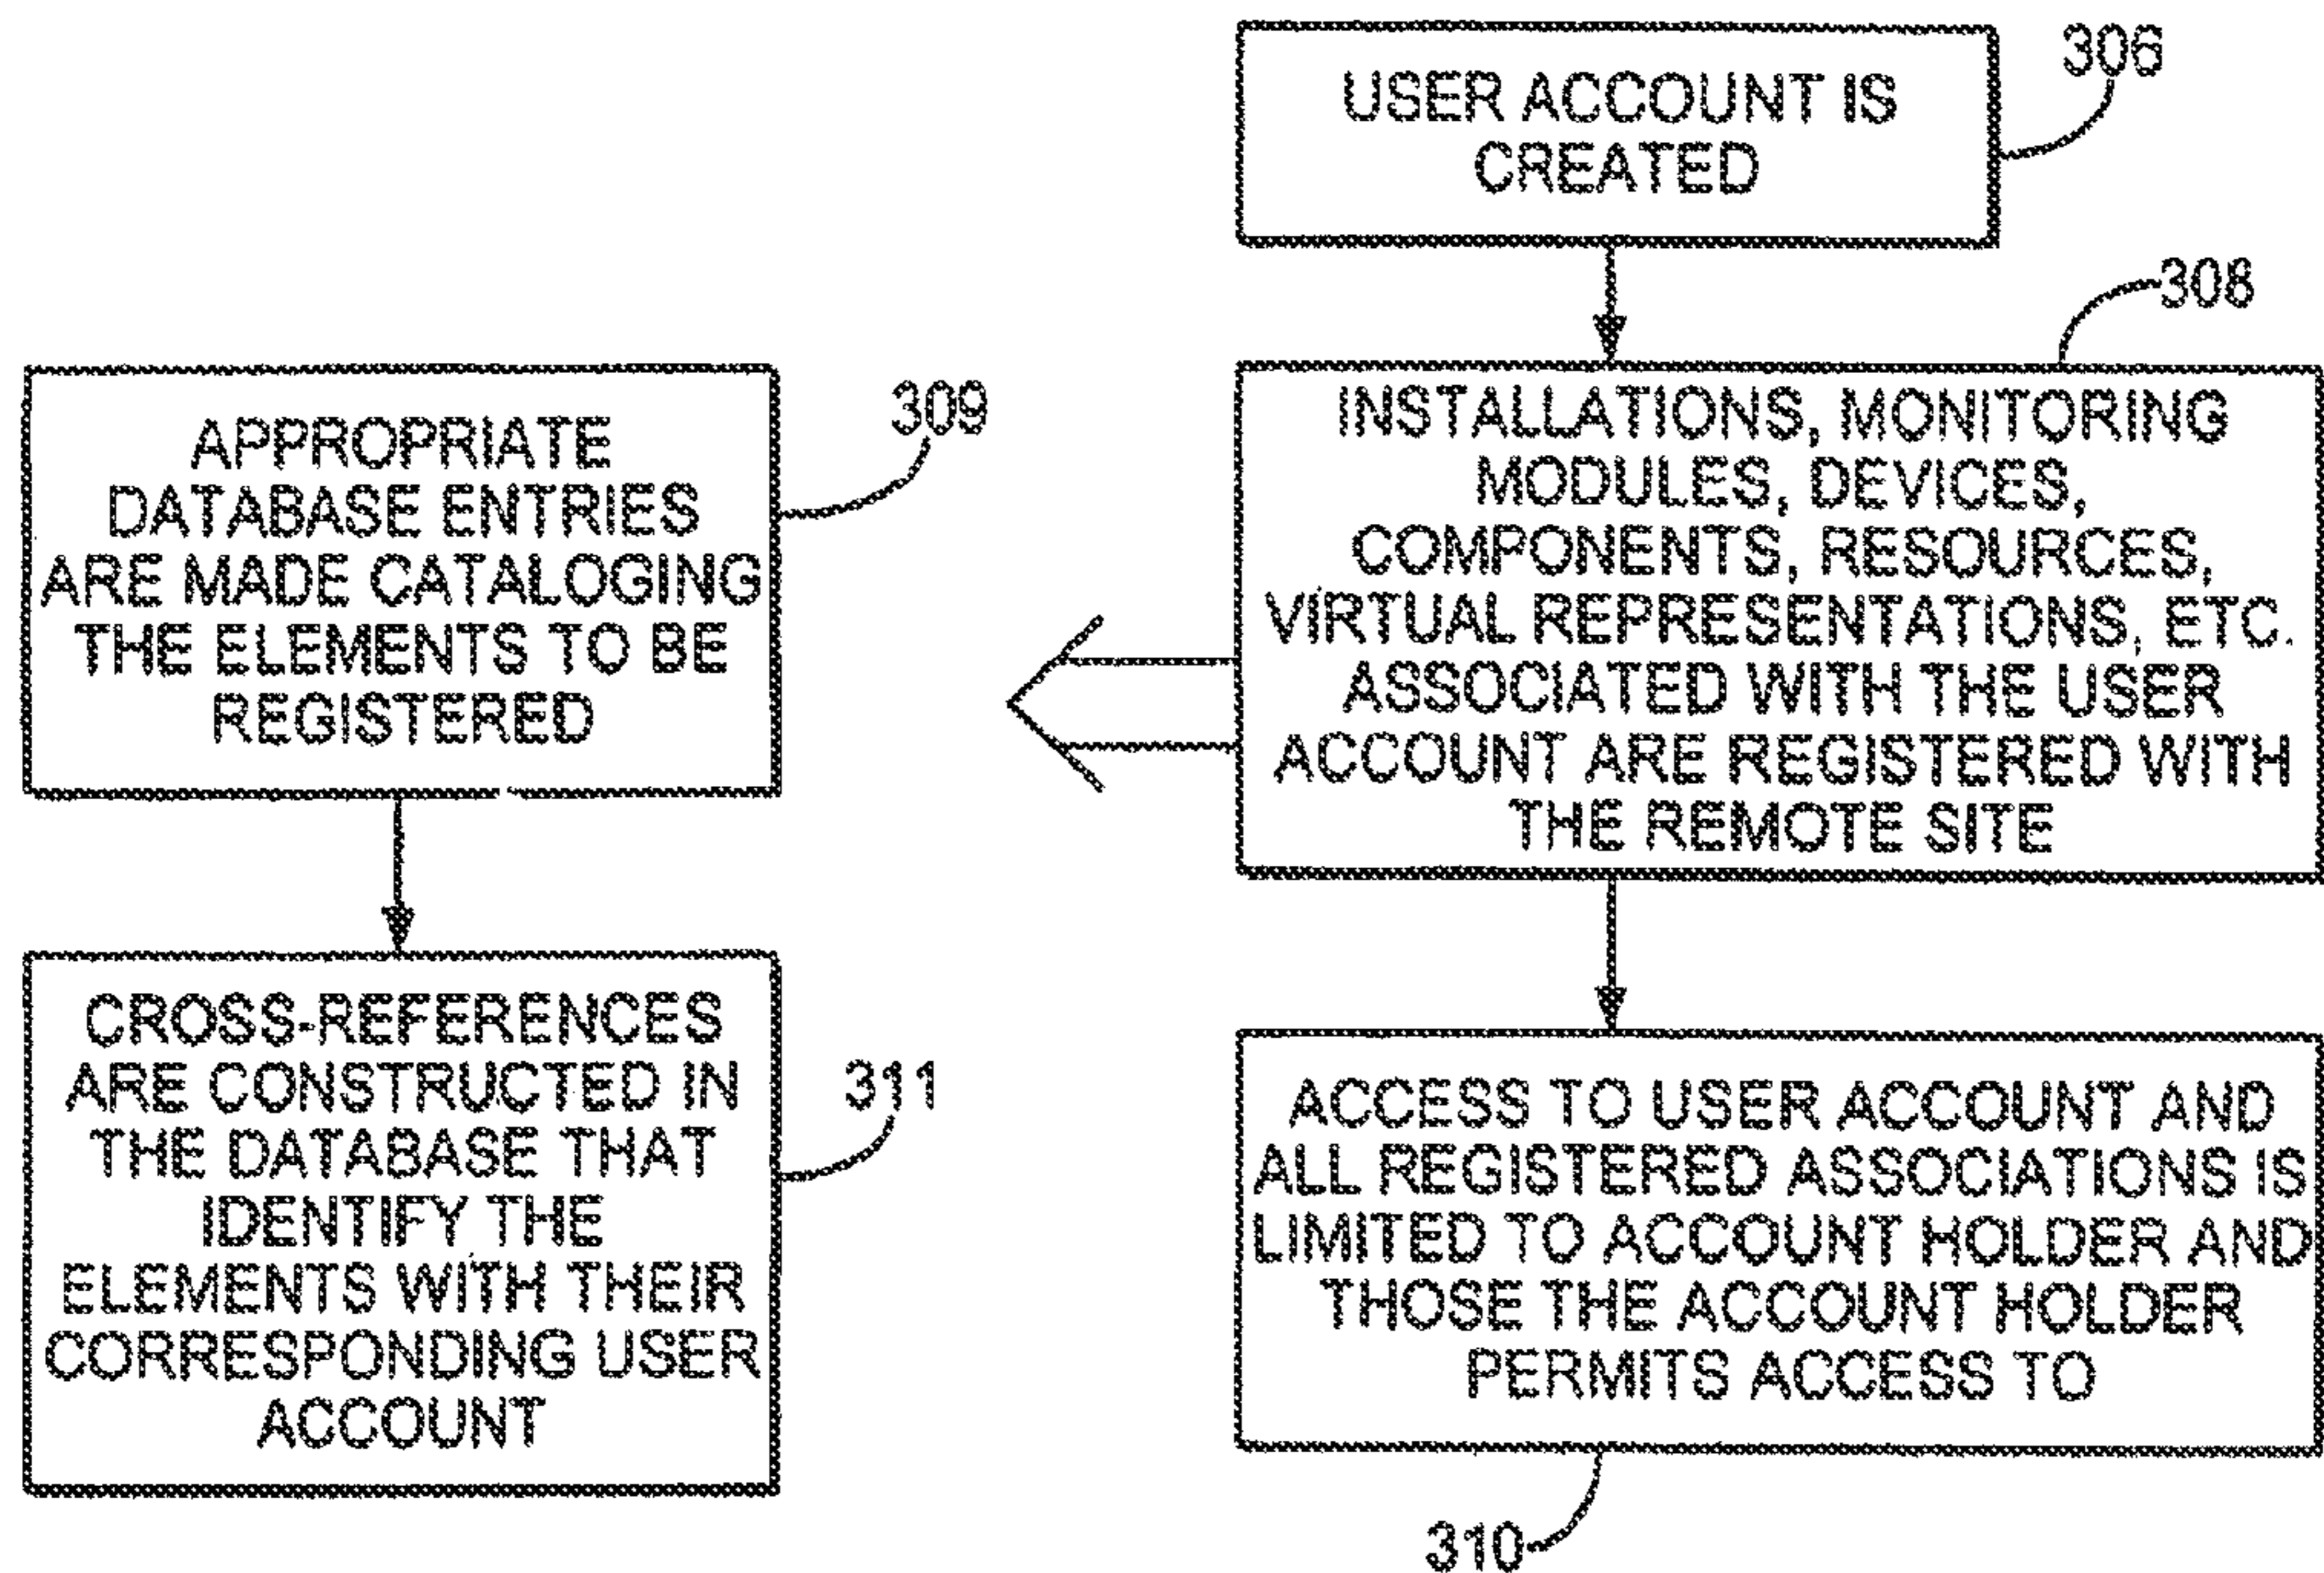 USER ACCOUNT IS
CREATED
306
308
INSTALLATIONS, MONITORING
MODULES, DEVICES,
COMPONENTS, RESOURCES,
VIRTUAL REPRESENTATIONS, ETC.
ASSOCIATED WITH THE USER
ACCOUNT ARE REGISTERED WITH
THE REMOTE SITE
309
APPROPRIATE
DATABASE ENTRIES
ARE MADE CATALOGING
THE ELEMENTS TO BE
REGISTERED
CROSS-REFERENCES
ARE CONSTRUCTED IN
THE DATABASE THAT
IDENTIFY THE
ELEMENTS WITH THEIR
CORRESPONDING USER
ACCOUNT
311
ACCESS TO USER ACCOUNT AND
ALL REGISTERED ASSOCIATIONS IS
LIMITED TO ACCOUNT HOLDER AND
THOSE THE ACCOUNT HOLDER
PERMITS ACCESS TO
310